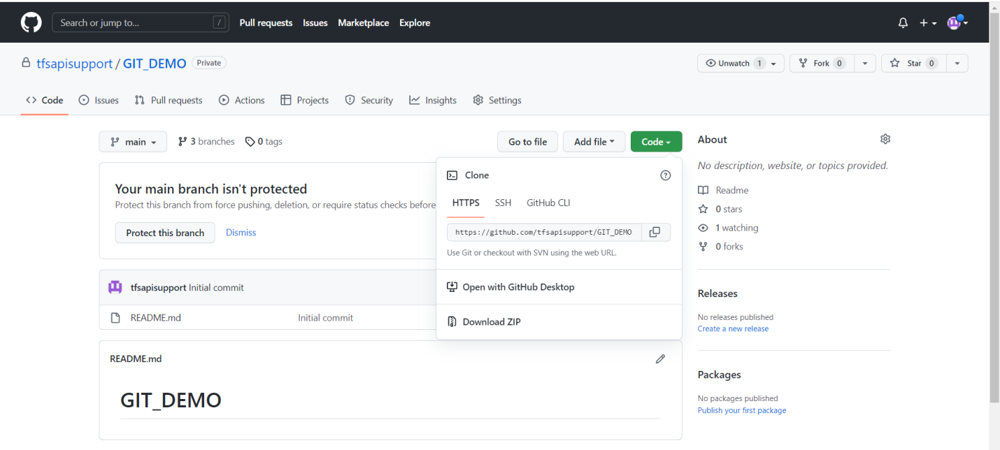 Search or jump to... / Pull requests Issues Marketplace Explore
tfsapisupport / GIT_DEMO Private Unwatch 1 Fork 0 Star 0
Code Issues Pull requests Actions Projects Security Insights Settings
main 3 branches 0 tags Go to file Add file Code
Your main branch isn't protected
Protect this branch from force pushing, deletion, or require status checks before
Protect this branch Dismiss
tfsapisupport Initial commit
README.md Initial commit
Clone
HTTPS SSH GitHub CLI
https://github.com/tfsapisupport/GIT_DEMO
Use Git or checkout with SVN using the web URL.
Open with GitHub Desktop
Download ZIP
README.md
GIT_DEMO
About
No description, website, or topics provided.
Readme
0 stars
1 watching
0 forks
Releases
No releases published
Create a new release
Packages
No packages published
Publish your first package